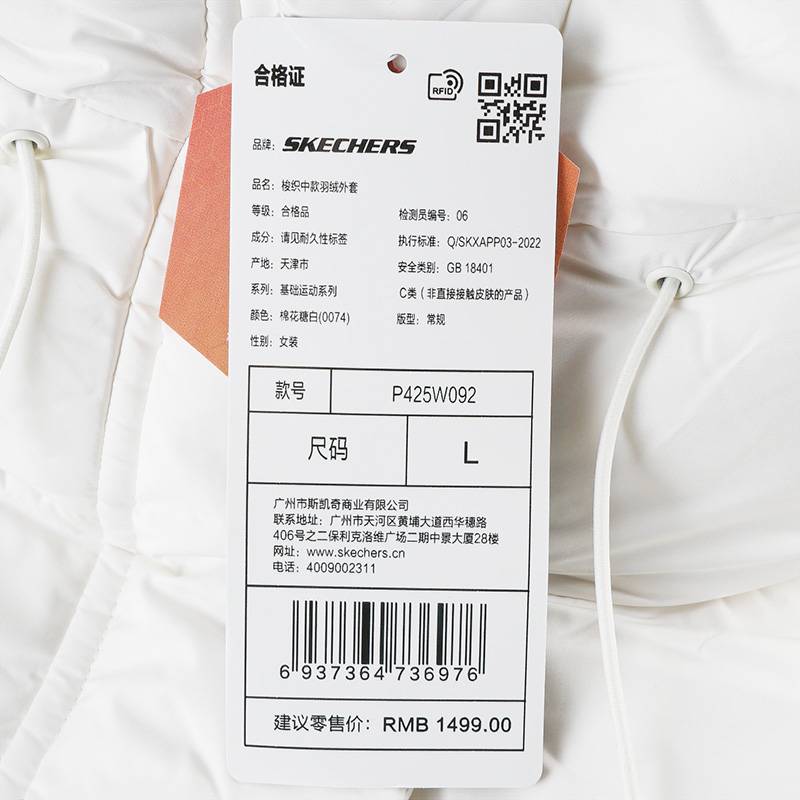 合格证
RFID
品牌：SKECHERS
品名：梭织中款羽绒外套
等级：合格品
检测员编号：06
成分：请见耐久性标签
执行标准：Q/SKXAPP03-2022
产地：天津市
安全类别：GB 18401
系列：基础运动系列
C类（非直接接触皮肤的产品）
颜色：棉花糖白(0074)
版型：常规
性别：女装
款号 P425W092
尺码 L
广州市斯凯奇商业有限公司
联系地址：广州市天河区黄埔大道西华穗路
406号之二保利克洛维广场二期中景大厦28楼
网址：www.skechers.cn
电话：4009002311
6 937364 736976
建议零售价：RMB 1499.00